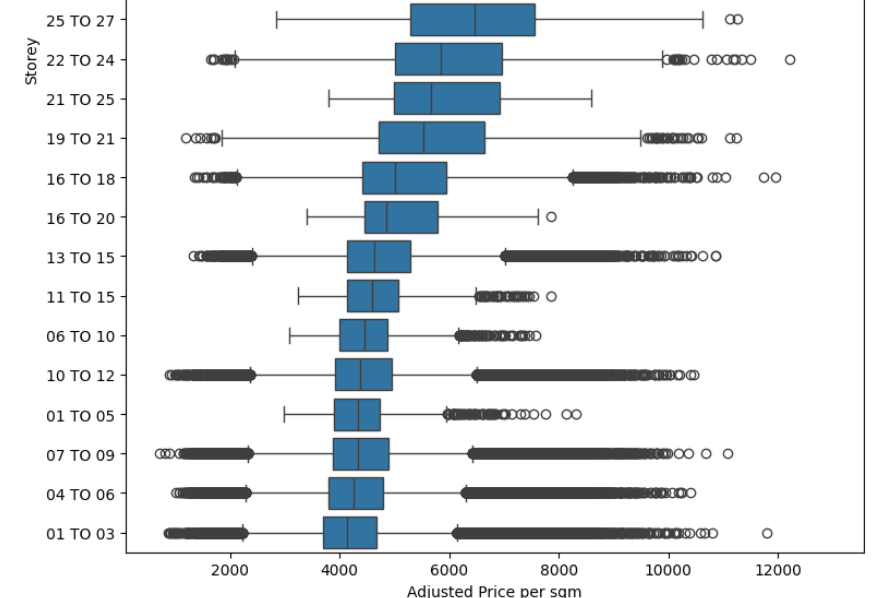 Storey
25 TO 27
22 TO 24
21 TO 25
19 TO 21
16 TO 18
16 TO 20
13 TO 15
11 TO 15
06 TO 10
10 TO 12
01 TO 05
07 TO 09
04 TO 06
01 TO 03
2000 4000 6000 8000 10000 12000
Adjusted Price per sqm